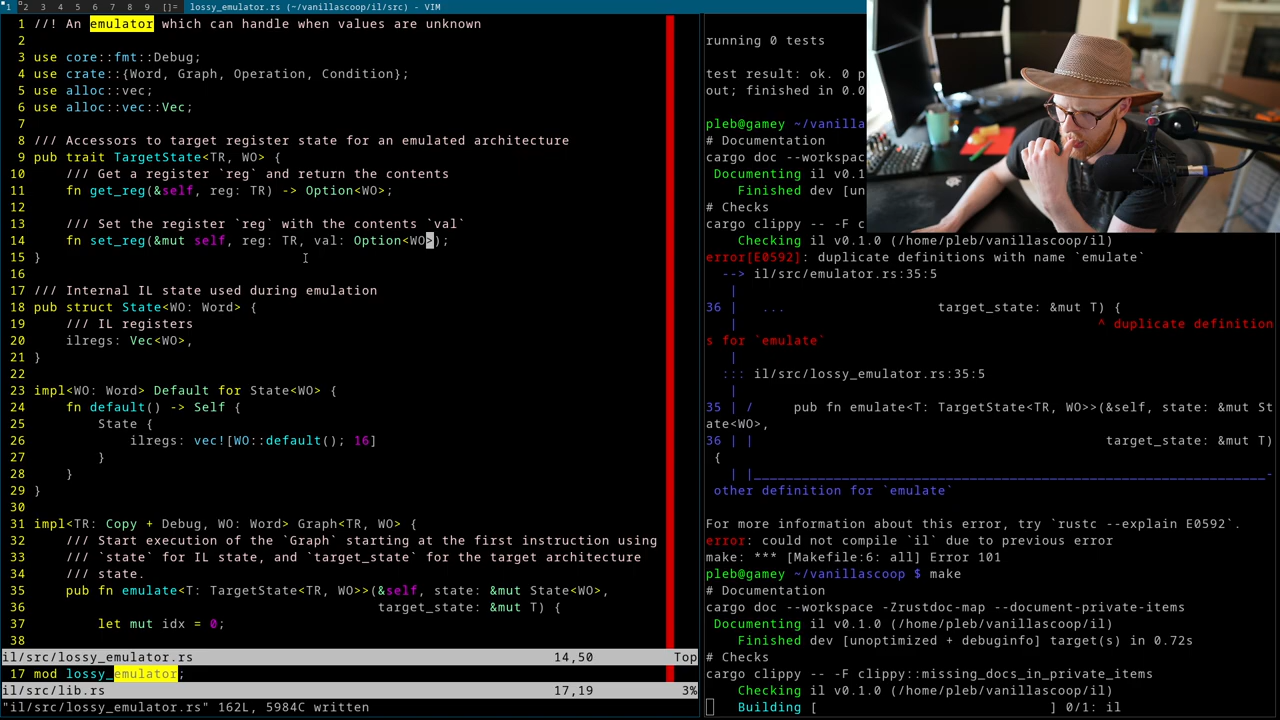 1 2 3 4 5 6 7 8 9 []= lossy_emulator.rs (~/vanillascoop/il/src) - VIM
1 //! An emulator which can handle when values are unknown
2
3 use core::fmt::Debug;
4 use crate::{Word, Graph, Operation, Condition};
5 use alloc::vec;
6 use alloc::vec::Vec;
7
8 /// Accessors to target register state for an emulated architecture
9 pub trait TargetState<TR, WO> {
10 /// Get a register `reg` and return the contents
11 fn get_reg(&self, reg: TR) -> Option<WO>;
12
13 /// Set the register `reg` with the contents `val`
14 fn set_reg(&mut self, reg: TR, val: Option<WO>);
15 }
16
17 /// Internal IL state used during emulation
18 pub struct State<WO: Word> {
19 /// IL registers
20 ilregs: Vec<WO>,
21 }
22
23 impl<WO: Word> Default for State<WO> {
24 fn default() -> Self {
25 State {
26 ilregs: vec![WO::default(); 16]
27 }
28 }
29 }
30
31 impl<TR: Copy + Debug, WO: Word> Graph<TR, WO> {
32 /// Start execution of the `Graph` starting at the first instruction using
33 /// `state` for IL state, and `target_state` for the target architecture
34 /// state.
35 pub fn emulate<T: TargetState<TR, WO>>(&self, state: &mut State<WO>,
36 target_state: &mut T) {
37 let mut idx = 0;
38
il/src/lossy_emulator.rs 14,50 Top
17 mod lossy_emulator;
il/src/lib.rs 17,19 3%
"il/src/lossy_emulator.rs" 162L, 5984C written
running 0 tests
test result: ok. 0 p
out; finished in 0.0
pleb@gamey ~/vanilla
# Documentation
cargo doc --workspac
Documenting il v0.1
Finished dev [un
# Checks
cargo clippy -- -F c
Checking il v0.1.0 (/home/pleb/vanillascoop/il)
error[E0592]: duplicate definitions with name `emulate`
--> il/src/emulator.rs:35:5
|
36 | ... target_state: &mut T) {
| ^ duplicate definition
s for `emulate`
|
::: il/src/lossy_emulator.rs:35:5
|
35 | / pub fn emulate<T: TargetState<TR, WO>>(&self, state: &mut St
ate<WO>,
36 | | target_state: &mut T)
{
| |_____________________________________________________________________-
other definition for `emulate`
For more information about this error, try `rustc --explain E0592`.
error: could not compile `il` due to previous error
make: *** [Makefile:6: all] Error 101
pleb@gamey ~/vanillascoop $ make
# Documentation
cargo doc --workspace -Zrustdoc-map --document-private-items
Documenting il v0.1.0 (/home/pleb/vanillascoop/il)
Finished dev [unoptimized + debuginfo] target(s) in 0.72s
# Checks
cargo clippy -- -F clippy::missing_docs_in_private_items
Checking il v0.1.0 (/home/pleb/vanillascoop/il)
Building [ ] 0/1: il